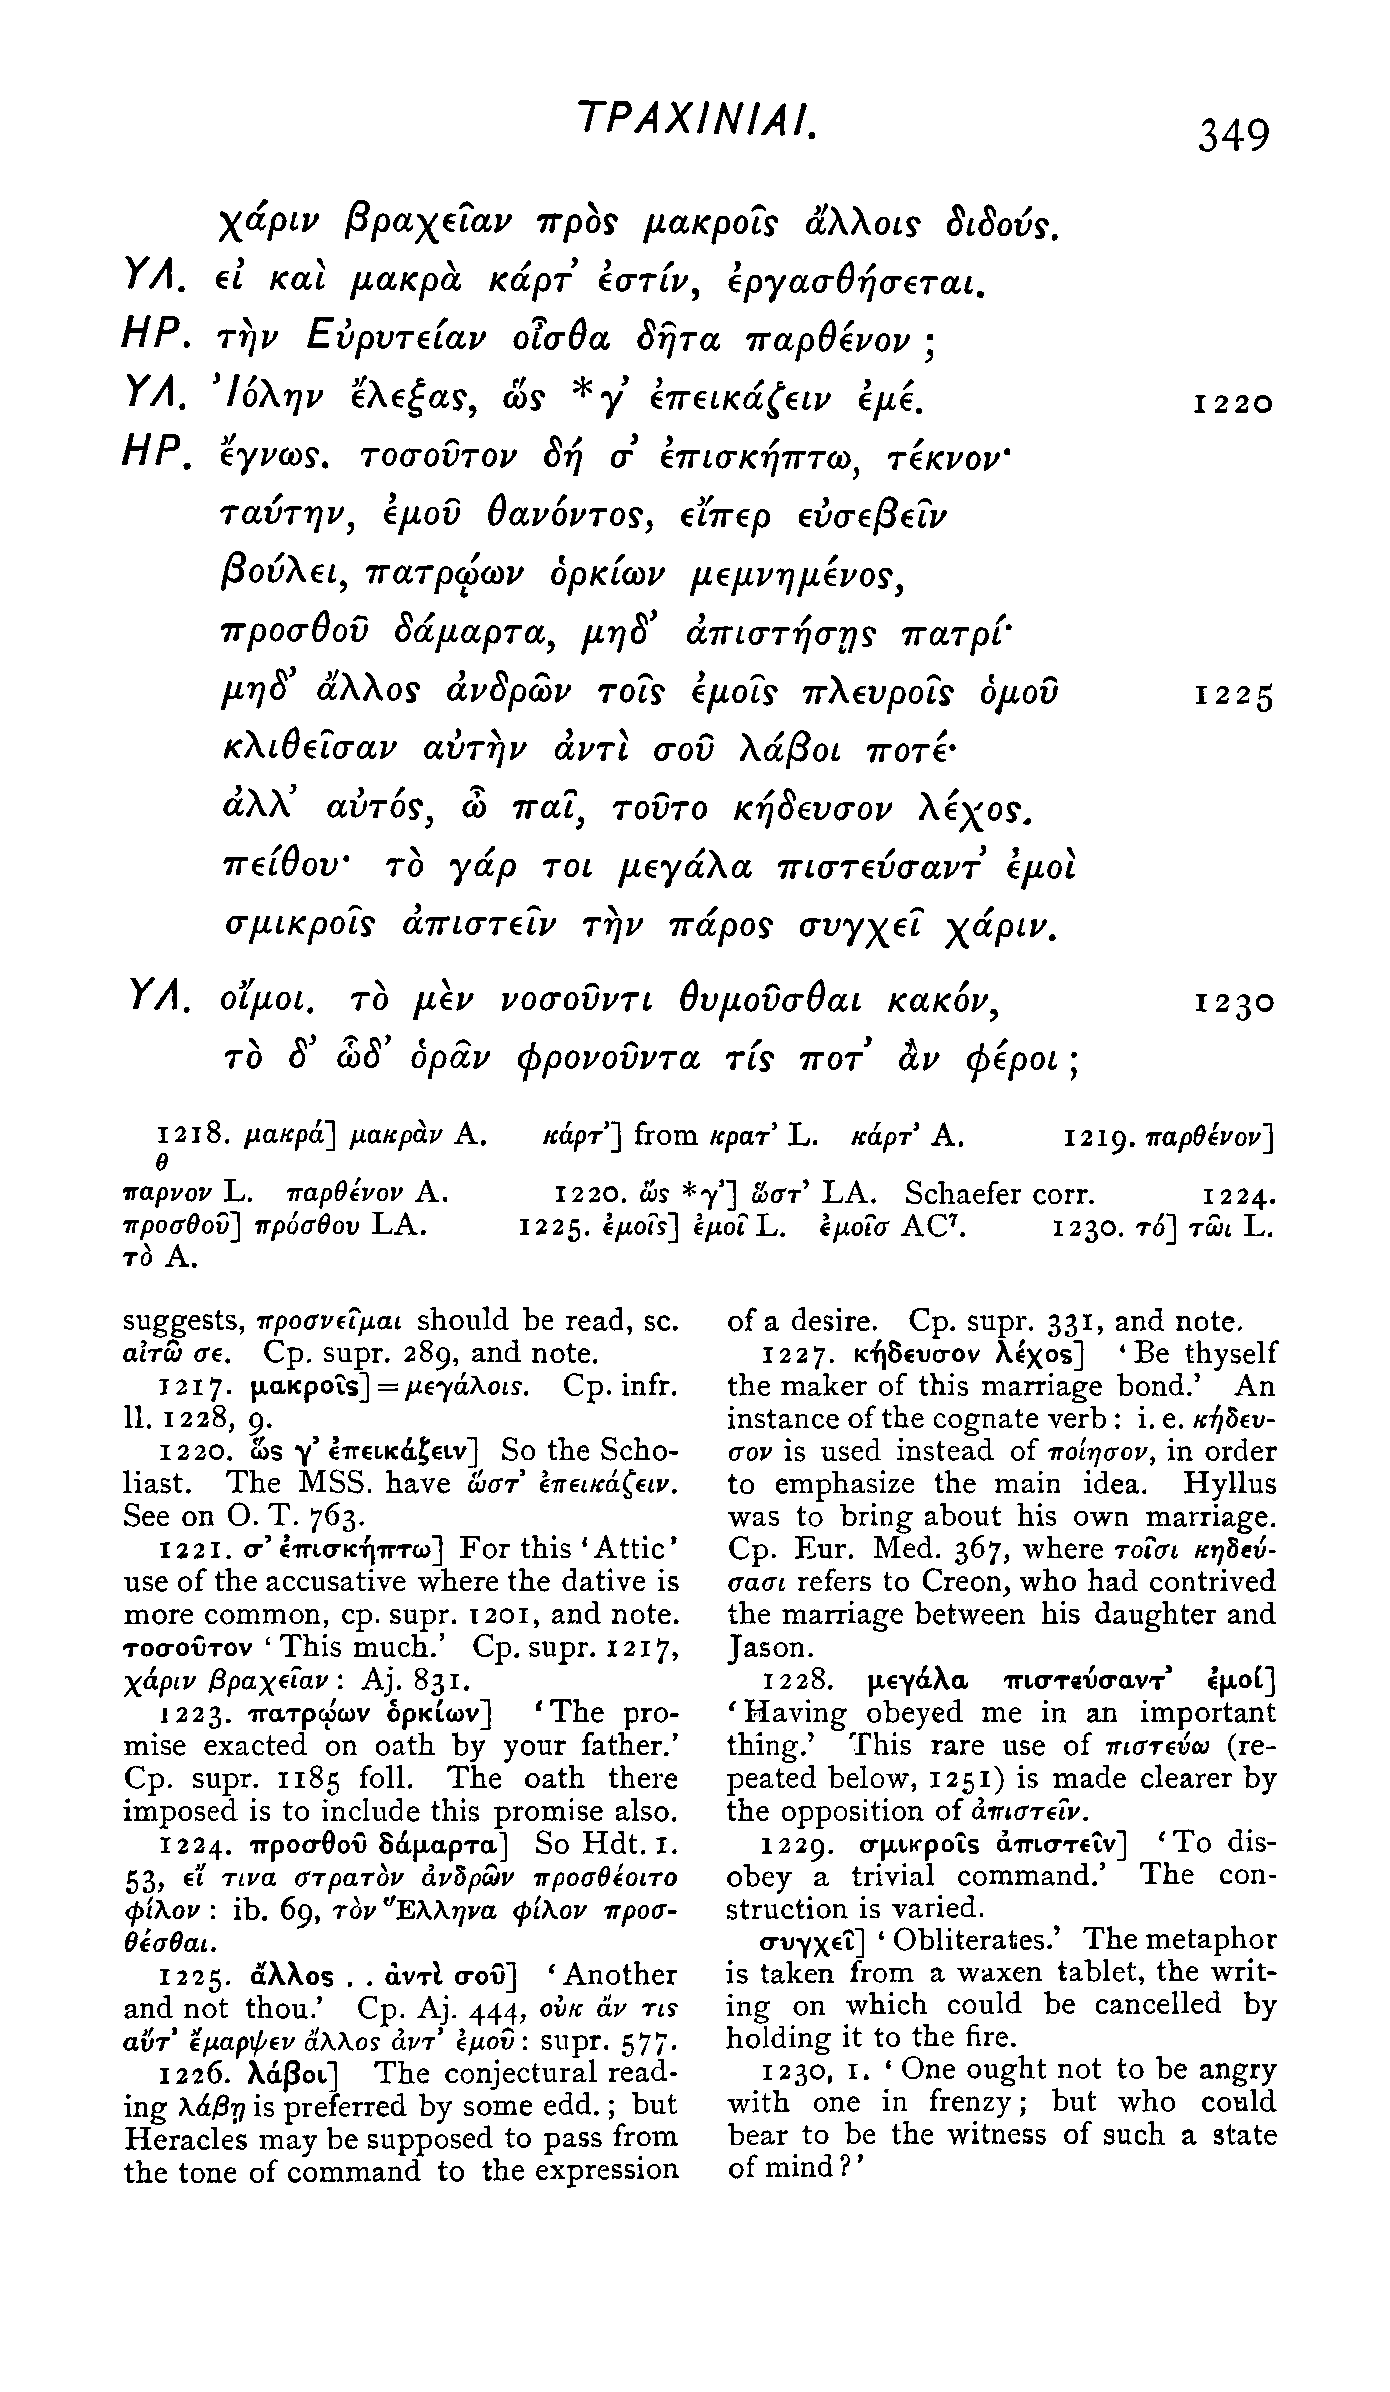 ΤΡΑΧΙΝΙΑΙ.
349
χάριν βραχεῖαν πρὸς μακροῖς ἄλλοις διδούς.
ΥΛ. εἰ καὶ μακρὰ κάρτ’ ἐστίν, ἐργασθήσεται.
ΗΡ. τὴν Εὐρυτείαν οἶσθα δῆτα παρθένον ;
ΥΛ. Ἰόλην ἔλεξας, ὥς *γ’ ἐπεικάζειν ἐμέ. 1220
ΗΡ. ἔγνως. τοσοῦτον δή σ’ ἐπισκήπτω, τέκνον·
ταύτην, ἐμοῦ θανόντος, εἴπερ εὐσεβεῖν
βούλει, πατρῴων ὁρκίων μεμνημένος,
προσθοῦ δάμαρτα, μηδ’ ἀπιστήσῃς πατρί·
μηδ’ ἄλλος ἀνδρῶν τοῖς ἐμοῖς πλευροῖς ὁμοῦ 1225
κλιθεῖσαν αὐτὴν ἀντὶ σοῦ λάβοι ποτέ·
ἀλλ’ αὐτός, ὦ παῖ, τοῦτο κήδευσον λέχος.
πείθου· τὸ γάρ τοι μεγάλα πιστεύσαντ’ ἐμοὶ
σμικροῖς ἀπιστεῖν τὴν πάρος συγχεῖ χάριν.
ΥΛ. οἴμοι. τὸ μὲν νοσοῦντι θυμοῦσθαι κακόν, 1230
τὸ δ’ ὧδ’ ὁρᾶν φρονοῦντα τίς ποτ’ ἂν φέροι ;
1218. μακρά] μακρὰν A. κάρτ’] from κρατ’ L. κάρτ’ A. 1219. παρθένον]
θ
παρνον L. παρθένον A. 1220. ὥς *γ’] ὥστ’ LA. Schaefer corr. 1224.
προσθοῦ] πρόσθου LA. 1225. ἐμοῖς] ἐμοῖ L. ἐμοῖσ AC⁷. 1230. τό] τῶι L.
τὸ A.
suggests, προσνεῖμαι should be read, sc.
αἰτῶ σε. Cp. supr. 289, and note.
1217. μακροῖς] = μεγάλοις. Cp. infr.
ll. 1228, 9.
1220. ὥς γ’ ἐπεικάζειν] So the Scho-
liast. The MSS. have ὥστ’ ἐπεικάζειν.
See on O. T. 763.
1221. σ’ ἐπισκήπτω] For this ‘Attic’
use of the accusative where the dative is
more common, cp. supr. 1201, and note.
τοσοῦτον ‘This much.’ Cp. supr. 1217,
χάριν βραχεῖαν : Aj. 831.
1223. πατρῴων ὁρκίων] ‘The pro-
mise exacted on oath by your father.’
Cp. supr. 1185 foll. The oath there
imposed is to include this promise also.
1224. προσθοῦ δάμαρτα] So Hdt. 1.
53, εἴ τινα στρατὸν ἀνδρῶν προσθέοιτο
φίλον : ib. 69, τὸν Ἕλληνα φίλον προσ-
θέσθαι.
1225. ἄλλος . . ἀντὶ σοῦ] ‘Another
and not thou.’ Cp. Aj. 444, οὐκ ἄν τις
αὔτ’ ἔμαρψεν ἄλλος ἀντ’ ἐμοῦ : supr. 577.
1226. λάβοι] The conjectural read-
ing λάβῃ is preferred by some edd. ; but
Heracles may be supposed to pass from
the tone of command to the expression
of a desire. Cp. supr. 331, and note.
1227. κήδευσον λέχος] ‘Be thyself
the maker of this marriage bond.’ An
instance of the cognate verb : i. e. κήδευ-
σον is used instead of ποίησον, in order
to emphasize the main idea. Hyllus
was to bring about his own marriage.
Cp. Eur. Med. 367, where τοῖσι κηδεύ-
σασι refers to Creon, who had contrived
the marriage between his daughter and
Jason.
1228. μεγάλα πιστεύσαντ’ ἐμοί]
‘Having obeyed me in an important
thing.’ This rare use of πιστεύω (re-
peated below, 1251) is made clearer by
the opposition of ἀπιστεῖν.
1229. σμικροῖς ἀπιστεῖν] ‘To dis-
obey a trivial command.’ The con-
struction is varied.
συγχεῖ] ‘Obliterates.’ The metaphor
is taken from a waxen tablet, the writ-
ing on which could be cancelled by
holding it to the fire.
1230, 1. ‘One ought not to be angry
with one in frenzy ; but who could
bear to be the witness of such a state
of mind?’